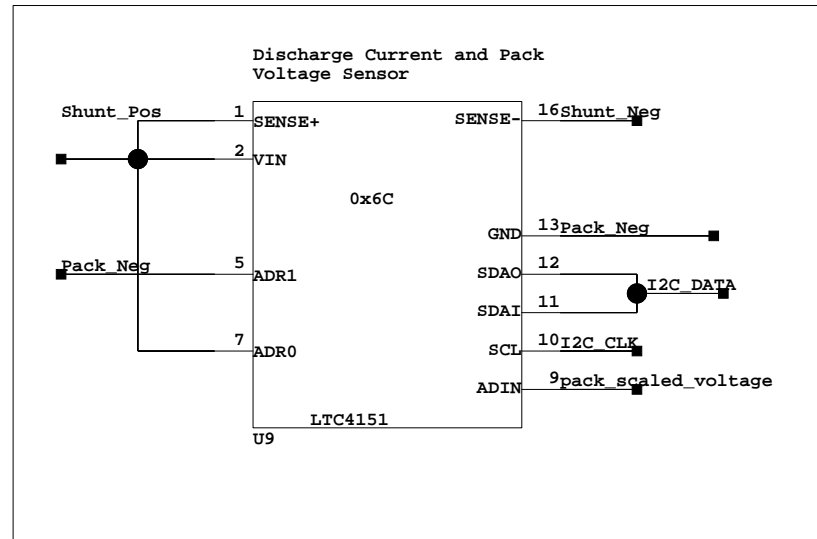 Discharge Current and Pack
Voltage Sensor
Shunt_Pos 1 SENSE+ SENSE- 16 Shunt_Neg
2 VIN
0x6C
GND 13 Pack_Neg
Pack_Neg 5 ADR1 SDAO 12
I2C_DATA
SDAI 11
7 ADR0 SCL 10 I2C_CLK
ADIN 9 pack_scaled_voltage
LTC4151
U9